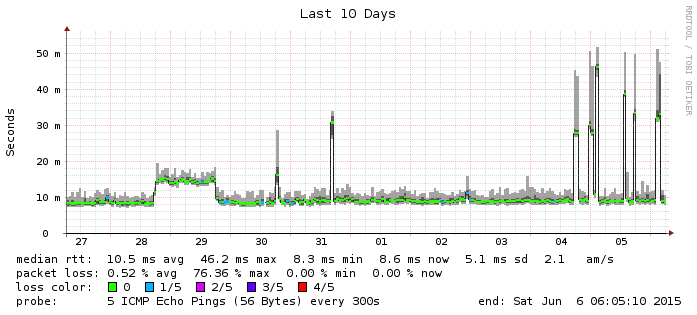 Last 10 Days
RRDTOOL / TOBI OETIKER
Seconds
50 m
40 m
30 m
20 m
10 m
0
27 28 29 30 31 01 02 03 04 05
median rtt: 10.5 ms avg 46.2 ms max 8.3 ms min 8.6 ms now 5.1 ms sd 2.1 am/s
packet loss: 0.52 % avg 76.36 % max 0.00 % min 0.00 % now
loss color: 0 1/5 2/5 3/5 4/5
probe: 5 ICMP Echo Pings (56 Bytes) every 300s end: Sat Jun 6 06:05:10 2015